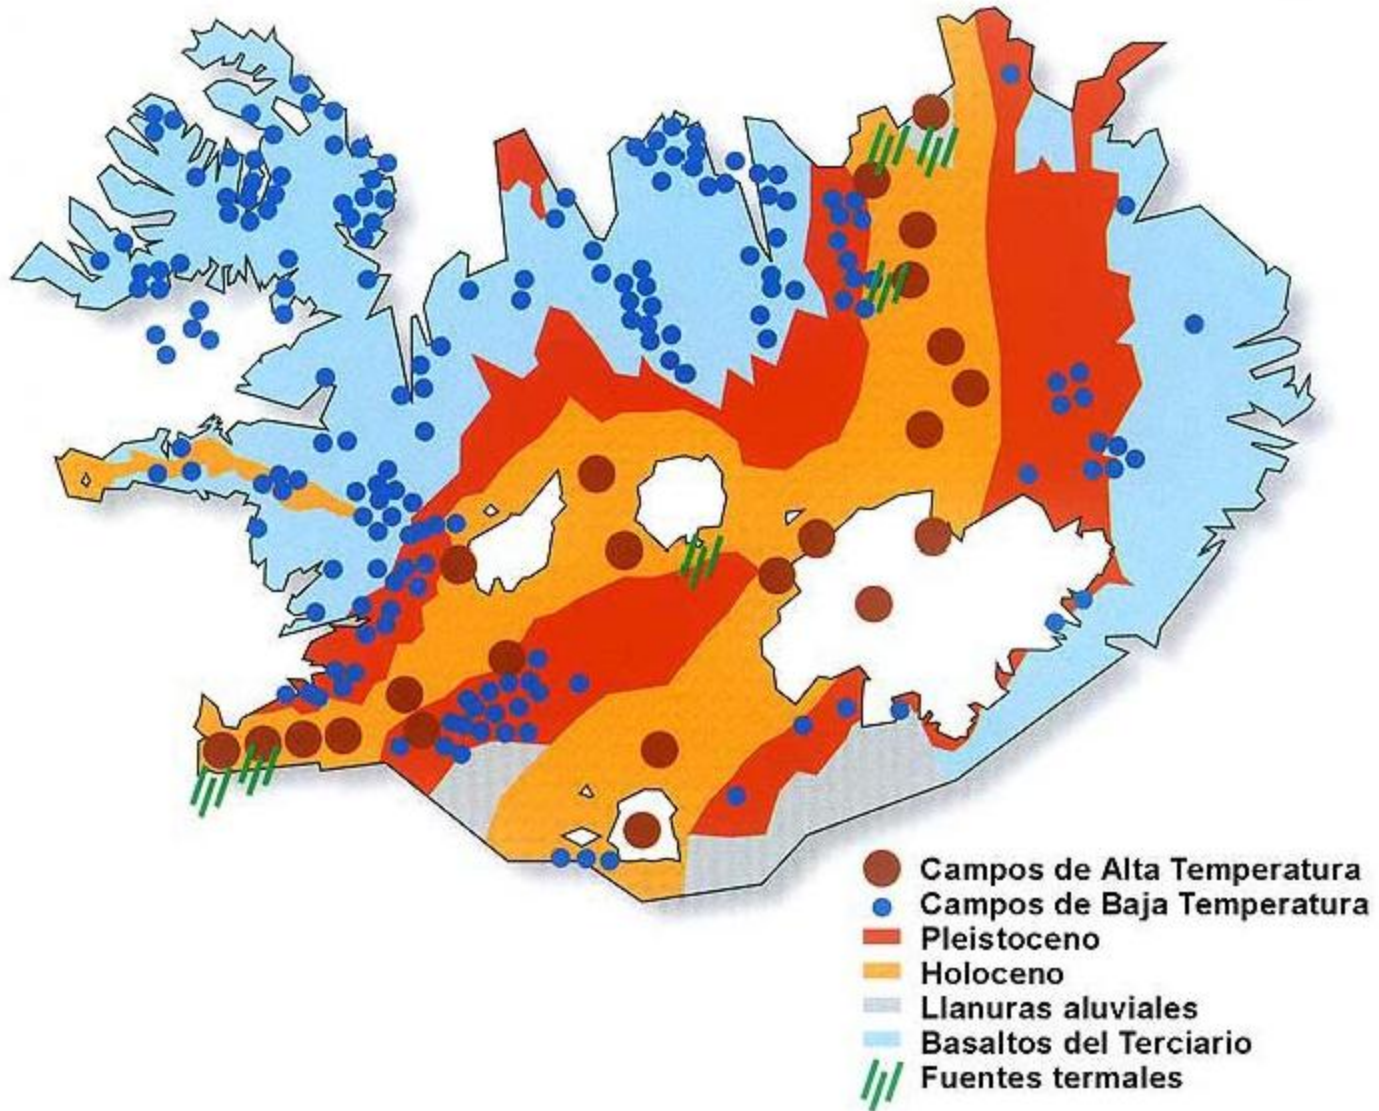 Campos de Alta Temperatura
Campos de Baja Temperatura
Pleistoceno
Holoceno
Llanuras aluviales
Basaltos del Terciario
Fuentes termales